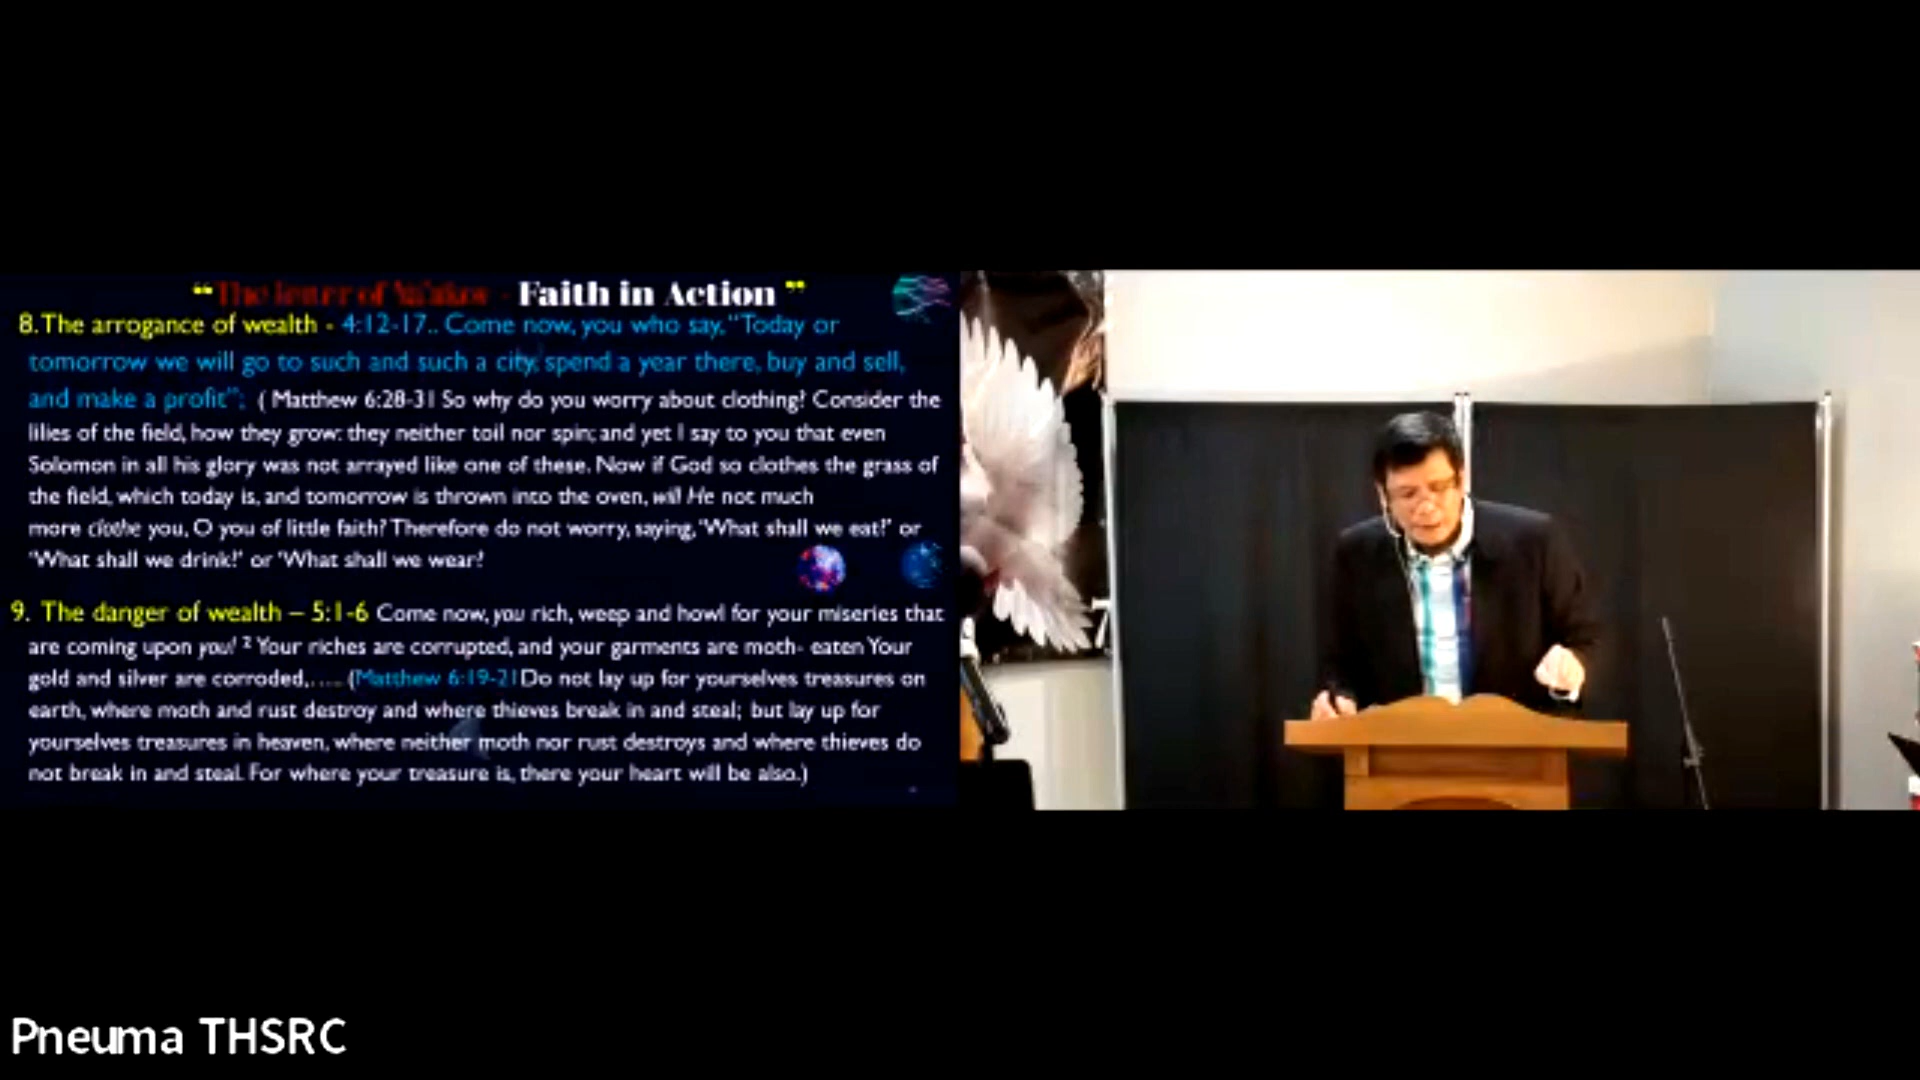 “The letter of Ya'akov - Faith in Action ”
8.The arrogance of wealth - 4:12-17.. Come now, you who say, “Today or
tomorrow we will go to such and such a city, spend a year there, buy and sell,
and make a profit”; ( Matthew 6:28-31 So why do you worry about clothing? Consider the
lilies of the field, how they grow: they neither toil nor spin; and yet I say to you that even
Solomon in all his glory was not arrayed like one of these. Now if God so clothes the grass of
the field, which today is, and tomorrow is thrown into the oven, will He not much
more clothe you, O you of little faith? Therefore do not worry, saying, ‘What shall we eat?’ or
‘What shall we drink?’ or ‘What shall we wear?
9. The danger of wealth – 5:1-6 Come now, you rich, weep and howl for your miseries that
are coming upon you! ² Your riches are corrupted, and your garments are moth- eaten Your
gold and silver are corroded,..... (Matthew 6:19-21Do not lay up for yourselves treasures on
earth, where moth and rust destroy and where thieves break in and steal; but lay up for
yourselves treasures in heaven, where neither moth nor rust destroys and where thieves do
not break in and steal. For where your treasure is, there your heart will be also.)
Pneuma THSRC